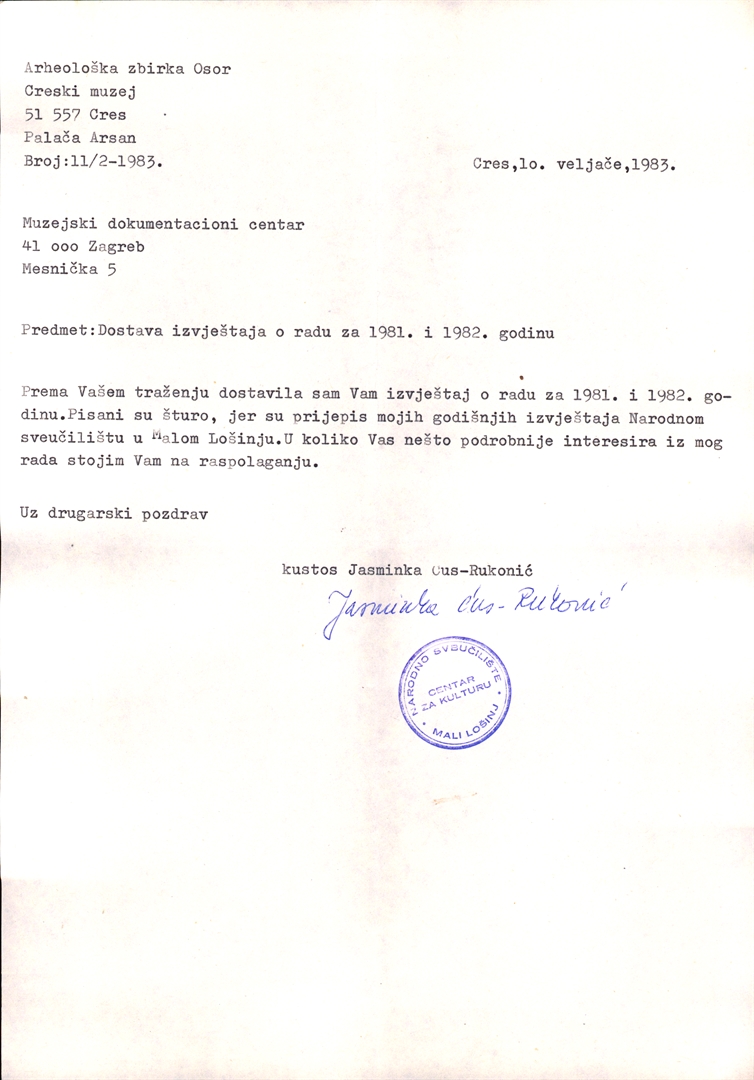 Arheološka zbirka Osor
Creski muzej
51 557 Cres
Palača Arsan
Broj:11/2-1983.
Cres,lo. veljače,1983.
Muzejski dokumentacioni centar
41 ooo Zagreb
Mesnička 5
Predmet:Dostava izvještaja o radu za 1981. i 1982. godinu
Prema Vašem traženju dostavila sam Vam izvještaj o radu za 1981. i 1982. go-
dinu.Pisani su šturo, jer su prijepis mojih godišnjih izvještaja Narodnom
sveučilištu u Malom Lošinju.U koliko Vas nešto podrobnije interesira iz mog
rada stojim Vam na raspolaganju.
Uz drugarski pozdrav
kustos Jasminka Ćus-Rukonić
Jasminka Ćus-Rukonić
NARODNO SVEUČILIŠTE
CENTAR
ZA KULTURU
MALI LOŠINJ